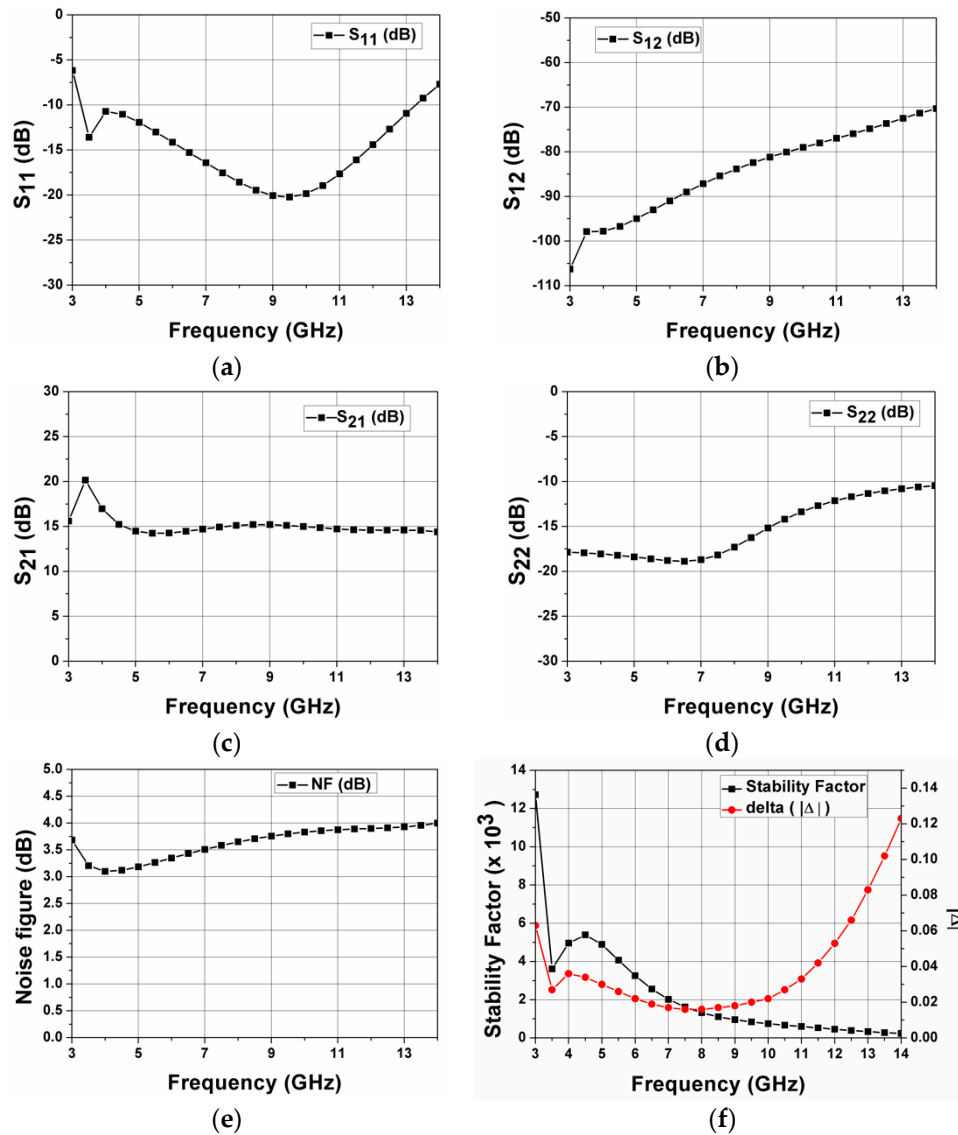 S11 (dB)
0
-5
-10
-15
-20
-25
-30
S11 (dB)
3 5 7 9 11 13
Frequency (GHz)
(a)
S12 (dB)
-50
-60
-70
-80
-90
-100
-110
S12 (dB)
3 5 7 9 11 13
Frequency (GHz)
(b)
S21 (dB)
30
25
20
15
10
5
0
S21 (dB)
3 5 7 9 11 13
Frequency (GHz)
(c)
S22 (dB)
0
-5
-10
-15
-20
-25
-30
S22 (dB)
3 5 7 9 11 13
Frequency (GHz)
(d)
NF (dB)
5.0
4.5
4.0
3.5
3.0
2.5
2.0
1.5
1.0
0.5
0.0
Noise figure (dB)
3 5 7 9 11 13
Frequency (GHz)
(e)
Stability Factor
delta ( |Δ| )
14
12
10
8
6
4
2
0
Stability Factor (x 10³)
0.14
0.12
0.10
0.08
0.06
0.04
0.02
0.00
|Δ|
3 4 5 6 7 8 9 10 11 12 13 14
Frequency (GHz)
(f)